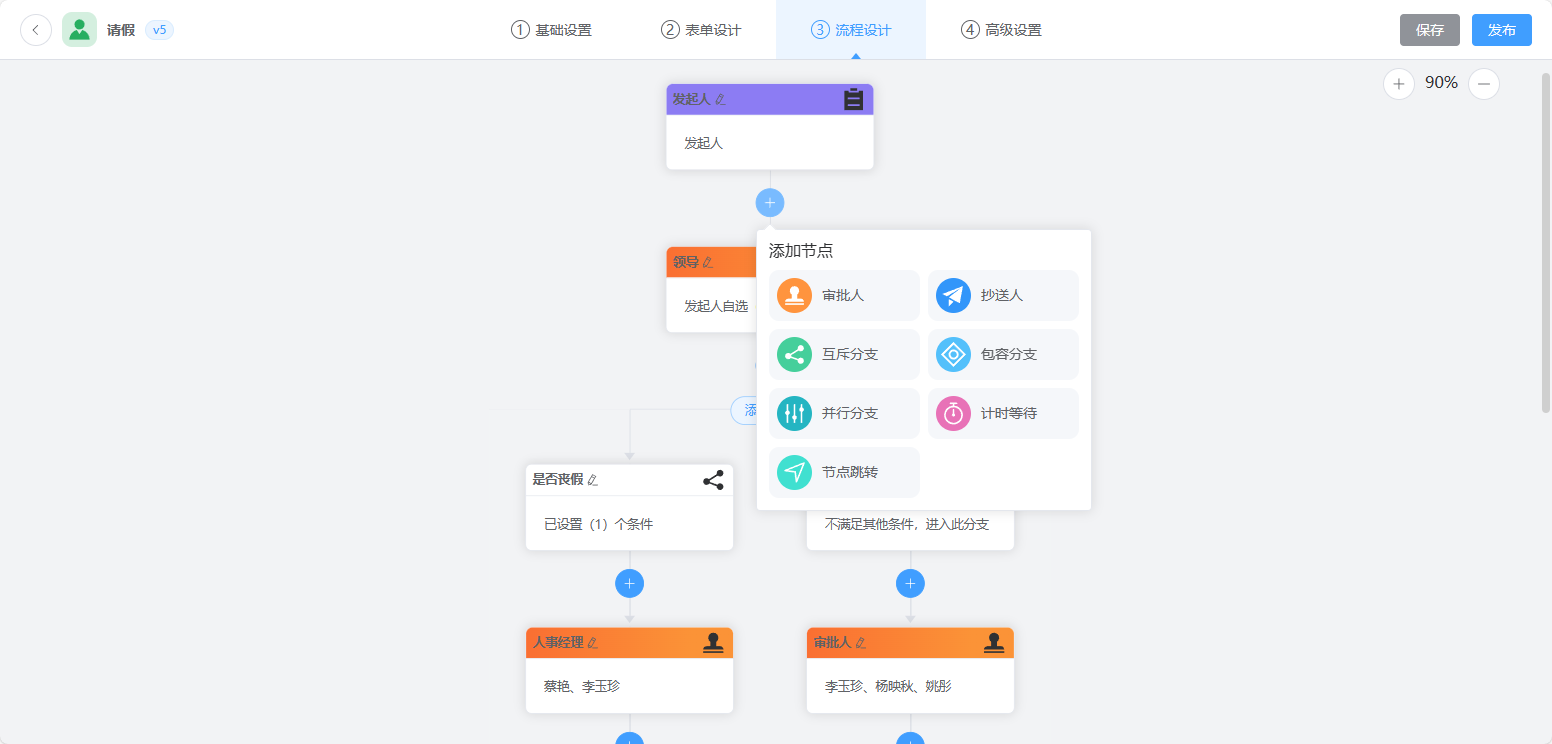 请假 v5
① 基础设置
② 表单设计
③ 流程设计
④ 高级设置
保存
发布
90%
发起人
发起人
领导
发起人自选
添加节点
审批人
抄送人
互斥分支
包容分支
并行分支
计时等待
节点跳转
添
是否丧假
已设置（1）个条件
不满足其他条件，进入此分支
人事经理
蔡艳、李玉珍
审批人
李玉珍、杨映秋、姚彤